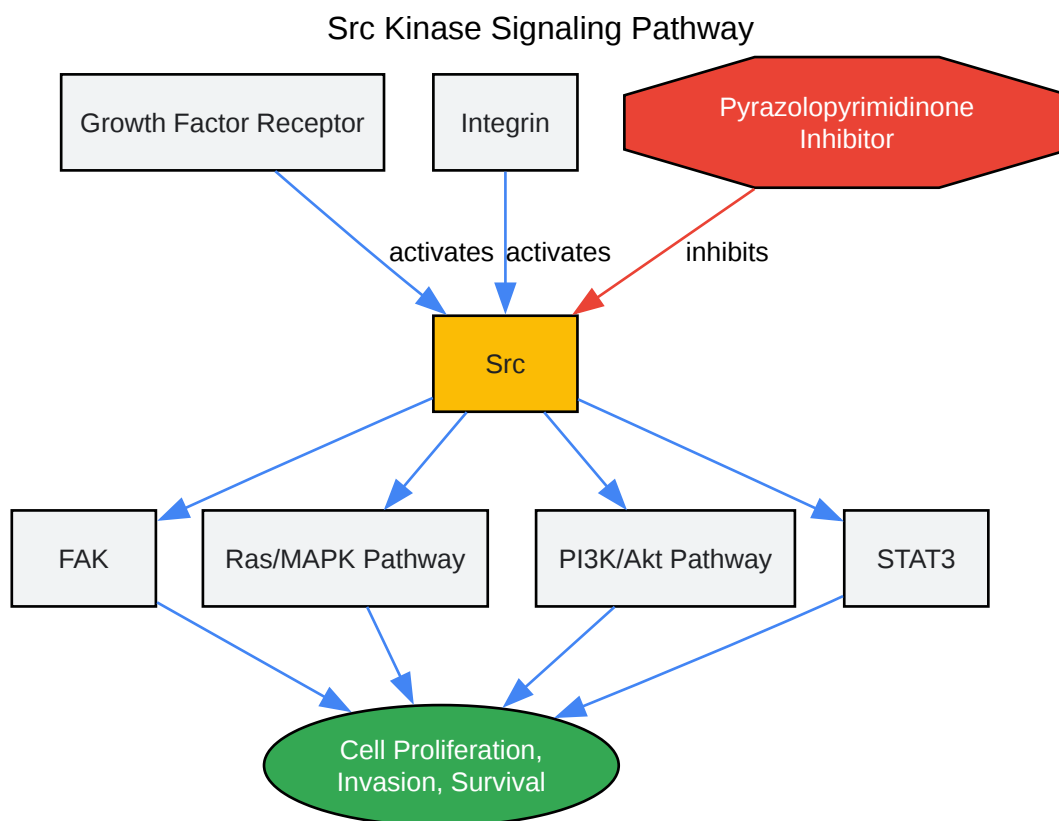 Src Kinase Signaling Pathway
Growth Factor Receptor
Integrin
Pyrazolopyrimidinone
Inhibitor
activates
activates
inhibits
Src
FAK
Ras/MAPK Pathway
PI3K/Akt Pathway
STAT3
Cell Proliferation,
Invasion, Survival